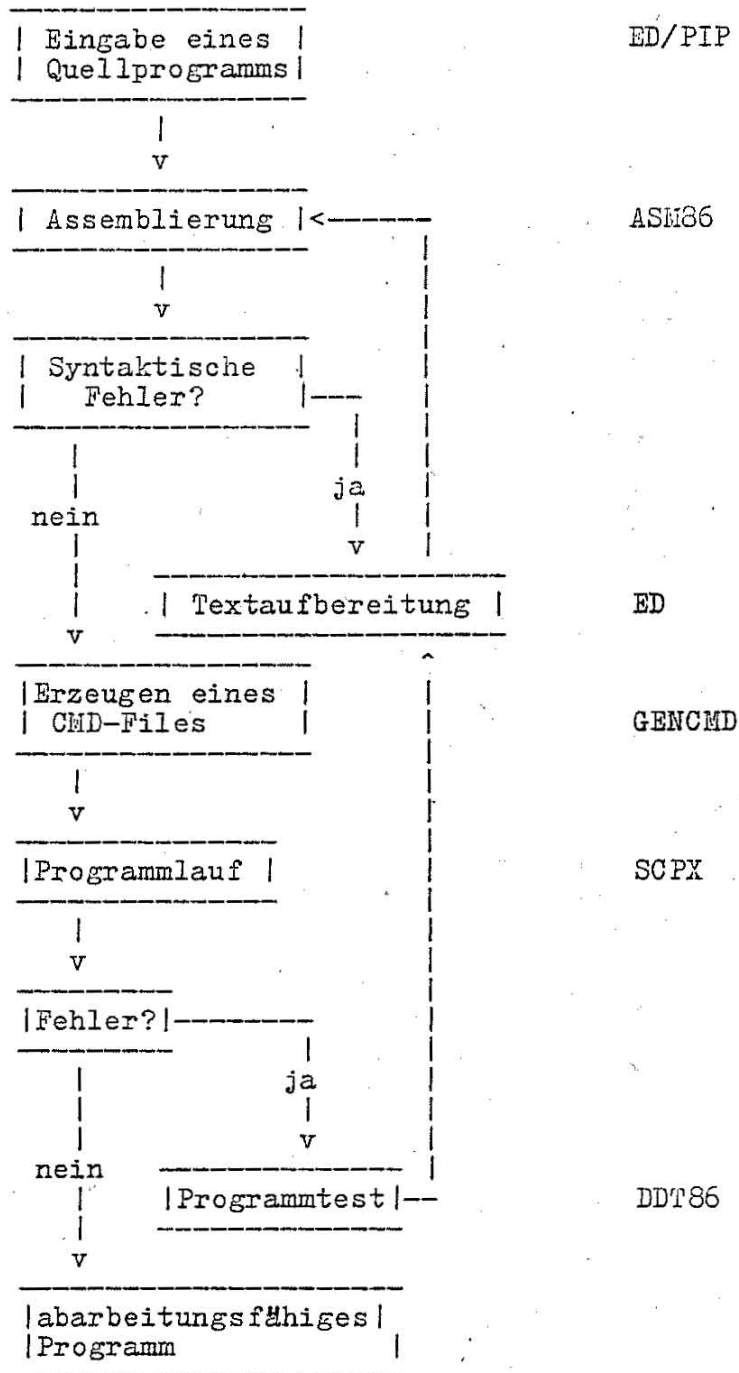 Eingabe eines ED/PIP
Quellprogramms
Assemblierung ASM86
Syntaktische
Fehler?
ja
nein
Textaufbereitung ED
Erzeugen eines
CMD-Files GENCMD
Programmlauf SCPX
Fehler?
ja
nein
Programmtest DDT86
abarbeitungsfähiges
Programm